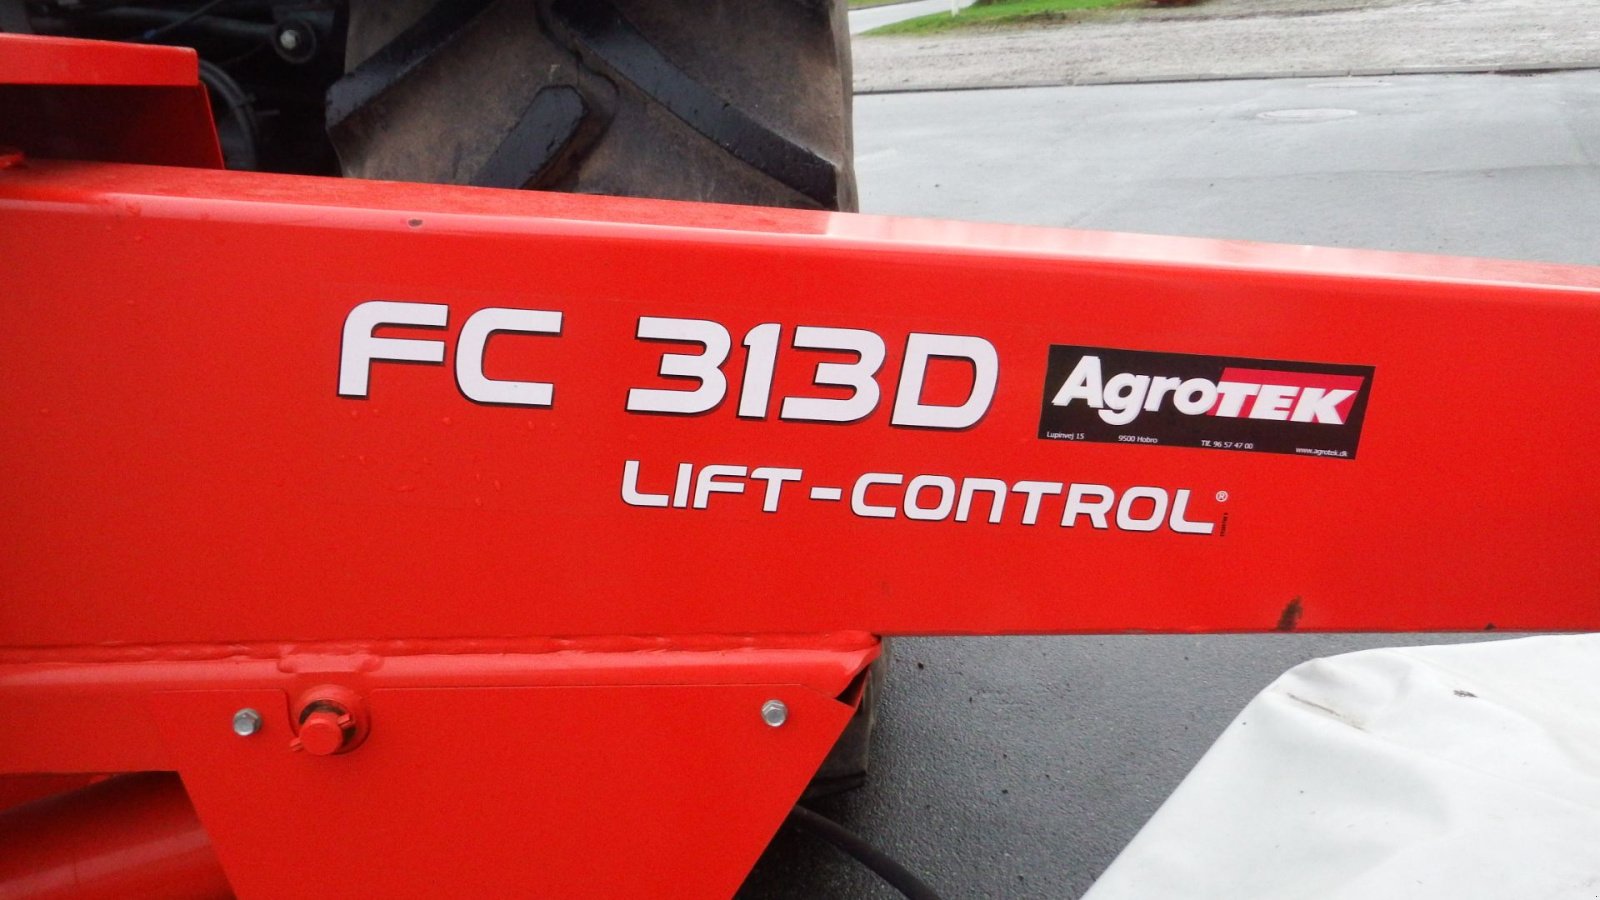 FC 313D
AgroTEK
Lupinvej 15 9500 Hobro Tlf. 96 57 47 00 www.agrotek.dk
LIFT-CONTROL®